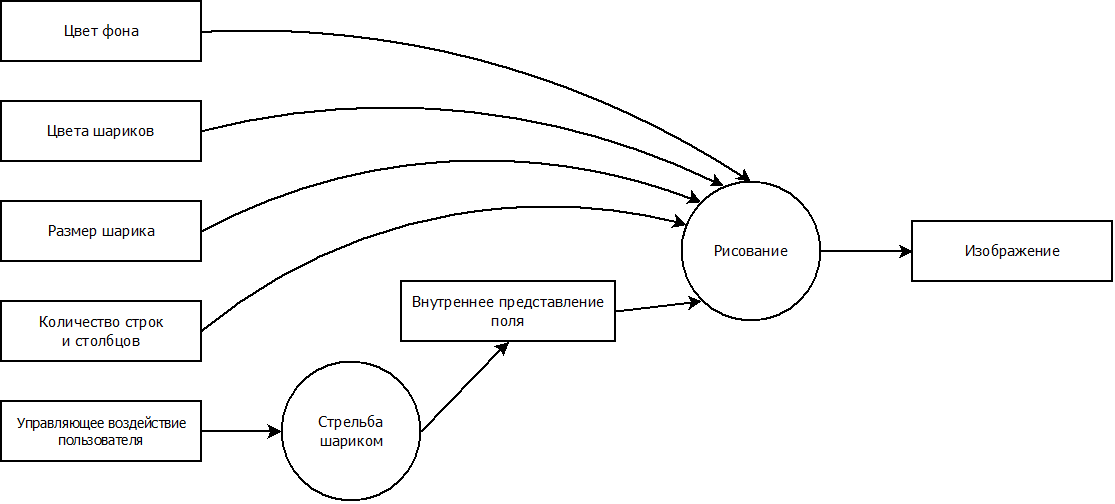 Цвет фона
Цвета шариков
Размер шарика
Количество строк
и столбцов
Управляющее воздействие
пользователя
Стрельба
шариком
Внутреннее представление
поля
Рисование
Изображение